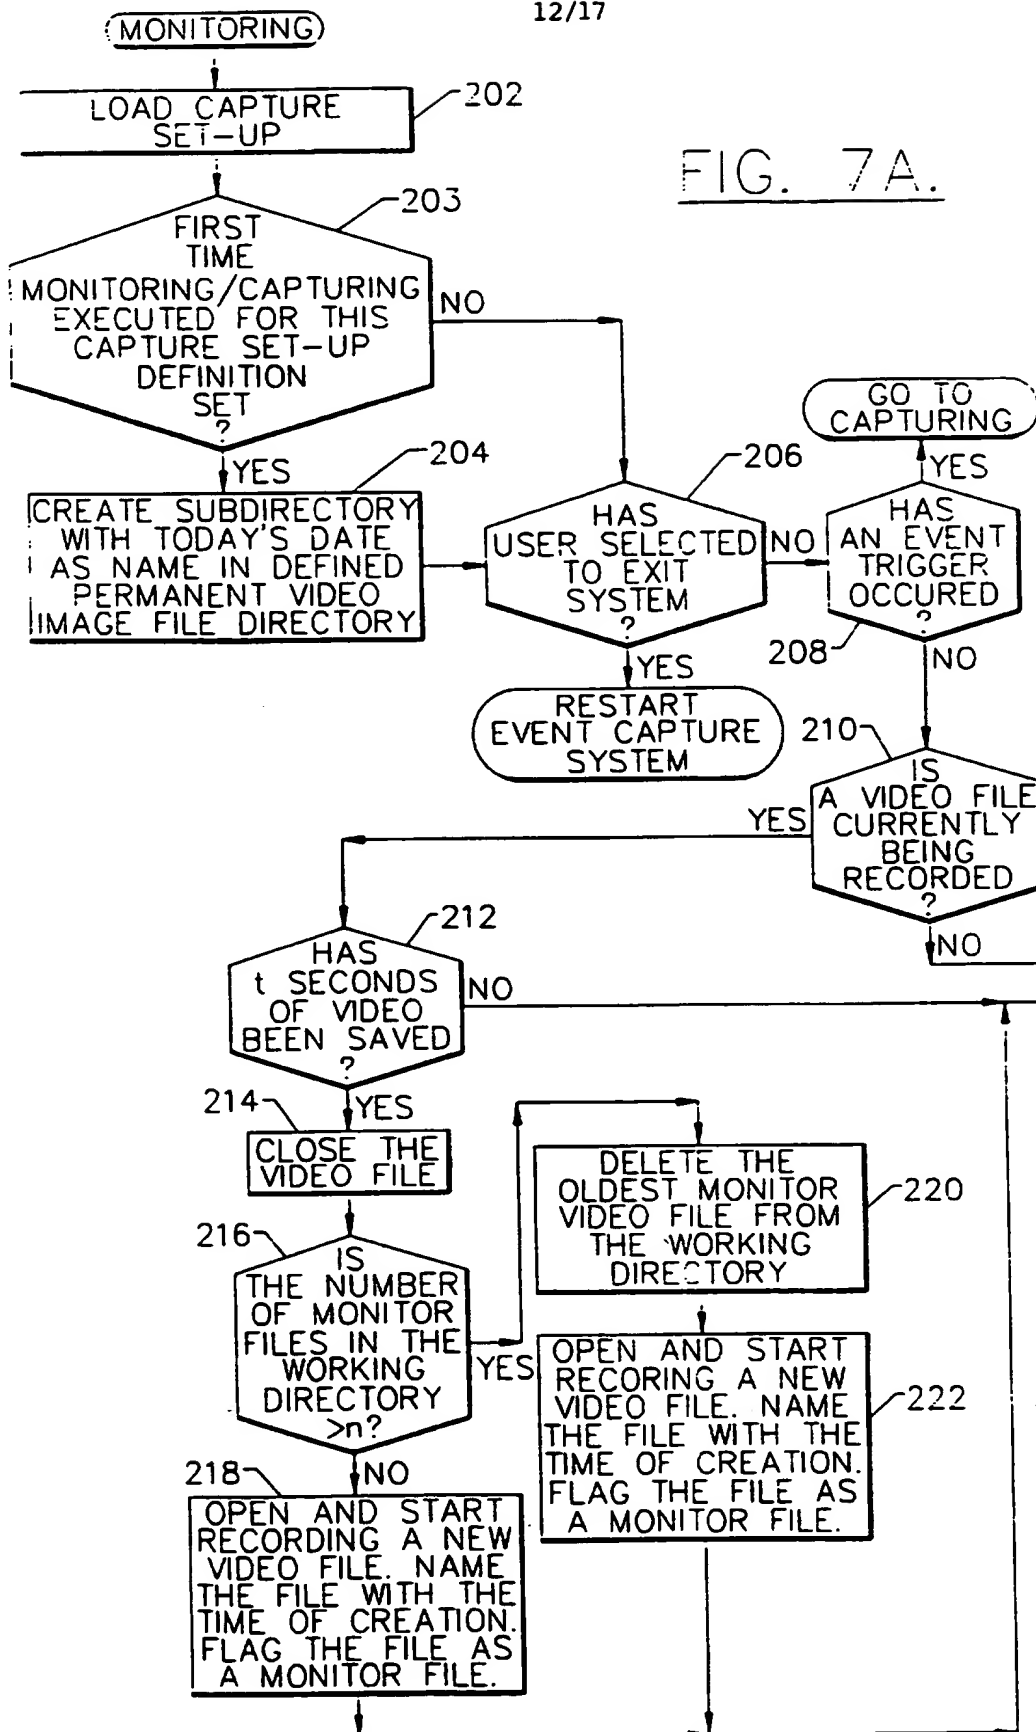 12/17
MONITORING
LOAD CAPTURE
SET-UP
202
FIG. 7A.
203
FIRST
TIME
MONITORING/CAPTURING
EXECUTED FOR THIS
CAPTURE SET-UP
DEFINITION
SET
?
NO
YES
204
CREATE SUBDIRECTORY
WITH TODAY'S DATE
AS NAME IN DEFINED
PERMANENT VIDEO
IMAGE FILE DIRECTORY
206
HAS
USER SELECTED
TO EXIT
SYSTEM
?
NO
YES
RESTART
EVENT CAPTURE
SYSTEM
GO TO
CAPTURING
YES
HAS
AN EVENT
TRIGGER
OCCURED
?
208
NO
210
IS
A VIDEO FILE
CURRENTLY
BEING
RECORDED
?
YES
NO
212
HAS
t SECONDS
OF VIDEO
BEEN SAVED
?
NO
YES
214
CLOSE THE
VIDEO FILE
216
IS
THE NUMBER
OF MONITOR
FILES IN THE
WORKING
DIRECTORY
>n?
YES
NO
DELETE THE
OLDEST MONITOR
VIDEO FILE FROM
THE WORKING
DIRECTORY
220
OPEN AND START
RECORING A NEW
VIDEO FILE. NAME
THE FILE WITH THE
TIME OF CREATION.
FLAG THE FILE AS
A MONITOR FILE.
222
218
OPEN AND START
RECORDING A NEW
VIDEO FILE. NAME
THE FILE WITH THE
TIME OF CREATION.
FLAG THE FILE AS
A MONITOR FILE.